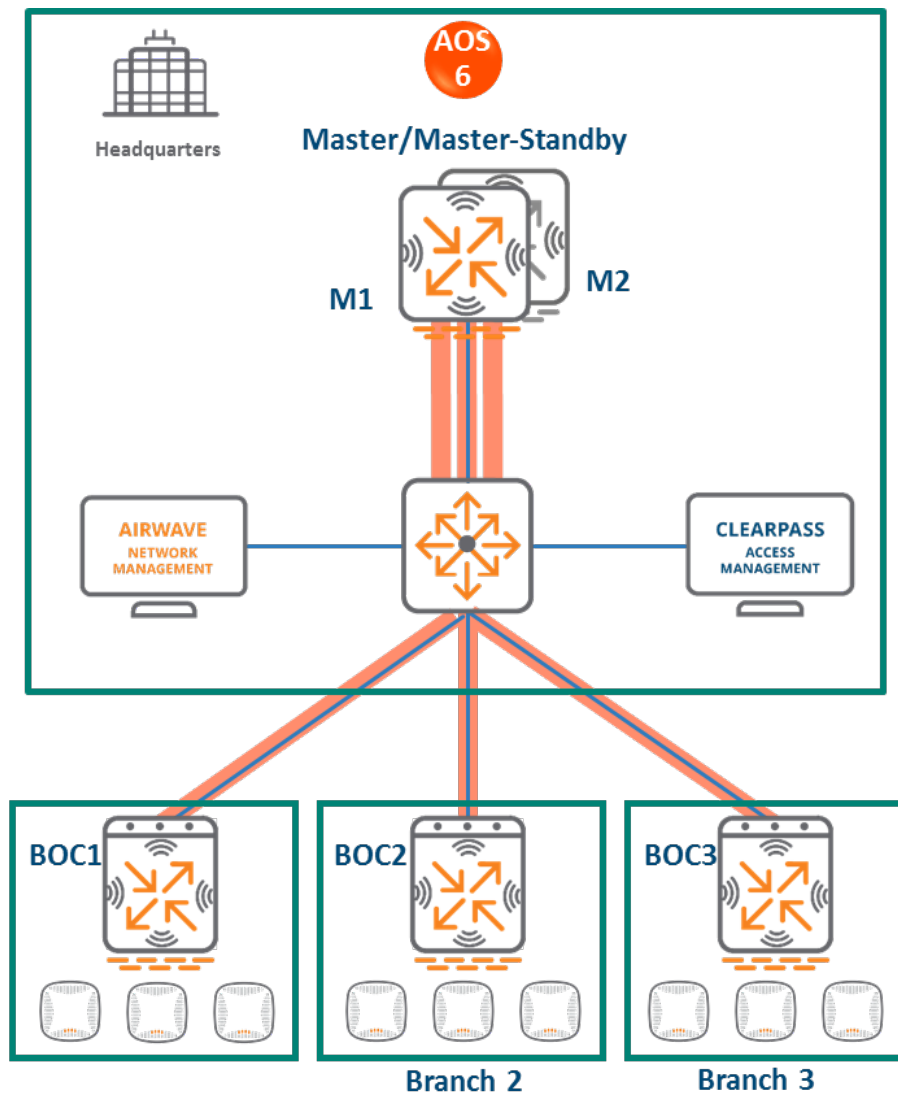 AOS
6
Headquarters
Master/Master-Standby
M1
M2
AIRWAVE
NETWORK
MANAGEMENT
CLEARPASS
ACCESS
MANAGEMENT
BOC1
BOC2
BOC3
Branch 2
Branch 3